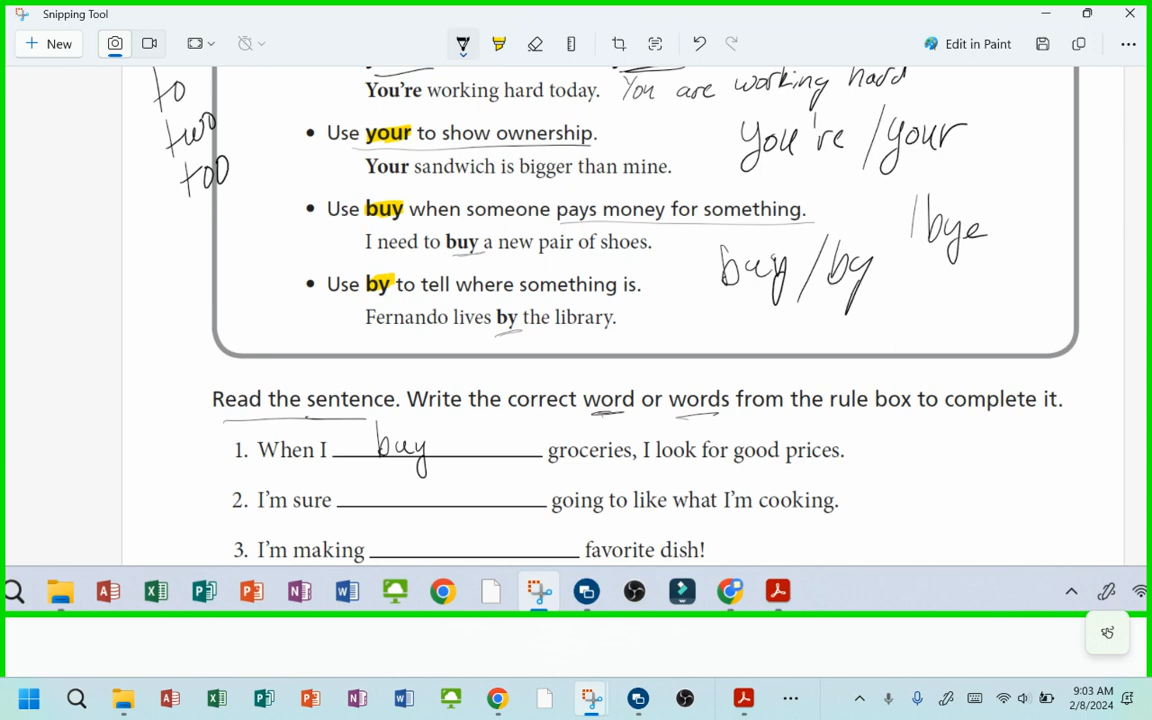 Snipping Tool
New
Edit in Paint
to
two
too
You're working hard today. You are working hard
• Use your to show ownership.
you're / your
Your sandwich is bigger than mine.
• Use buy when someone pays money for something.
/ bye
I need to buy a new pair of shoes.
buy / by
• Use by to tell where something is.
Fernando lives by the library.
Read the sentence. Write the correct word or words from the rule box to complete it.
1. When I buy groceries, I look for good prices.
2. I'm sure ____ going to like what I'm cooking.
3. I'm making ____ favorite dish!
9:03 AM
2/8/2024